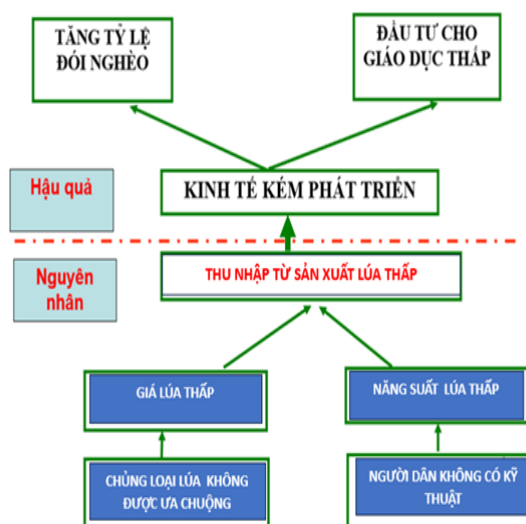 TĂNG TỶ LỆ
ĐÓI NGHÈO
ĐẦU TƯ CHO
GIÁO DỤC THẤP
Hậu quả
KINH TẾ KÉM PHÁT TRIỂN
Nguyên
nhân
THU NHẬP TỪ SẢN XUẤT LÚA THẤP
GIÁ LÚA THẤP
NĂNG SUẤT LÚA THẤP
CHỦNG LOẠI LÚA KHÔNG
ĐƯỢC ƯA CHUỘNG
NGƯỜI DÂN KHÔNG CÓ KỸ
THUẬT